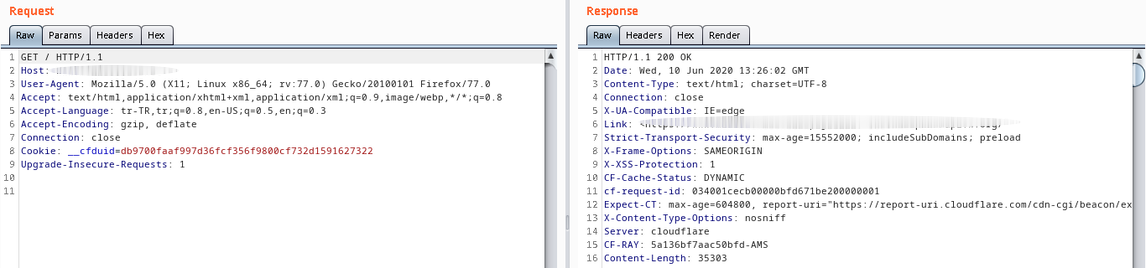 Request
Raw Params Headers Hex
1 GET / HTTP/1.1
2 Host:
3 User-Agent: Mozilla/5.0 (X11; Linux x86_64; rv:77.0) Gecko/20100101 Firefox/77.0
4 Accept: text/html,application/xhtml+xml,application/xml;q=0.9,image/webp,*/*;q=0.8
5 Accept-Language: tr-TR,tr;q=0.8,en-US;q=0.5,en;q=0.3
6 Accept-Encoding: gzip, deflate
7 Connection: close
8 Cookie: __cfduid=db9700faaf997d36fcf356f9800cf732d1591627322
9 Upgrade-Insecure-Requests: 1
10
11
Response
Raw Headers Hex Render
1 HTTP/1.1 200 OK
2 Date: Wed, 10 Jun 2020 13:26:02 GMT
3 Content-Type: text/html; charset=UTF-8
4 Connection: close
5 X-UA-Compatible: IE=edge
6 Link:
7 Strict-Transport-Security: max-age=15552000; includeSubDomains; preload
8 X-Frame-Options: SAMEORIGIN
9 X-XSS-Protection: 1
10 CF-Cache-Status: DYNAMIC
11 cf-request-id: 034001cecb00000bfd671be200000001
12 Expect-CT: max-age=604800, report-uri="https://report-uri.cloudflare.com/cdn-cgi/beacon/ex
13 X-Content-Type-Options: nosniff
14 Server: cloudflare
15 CF-RAY: 5a136bf7aac50bfd-AMS
16 Content-Length: 35303